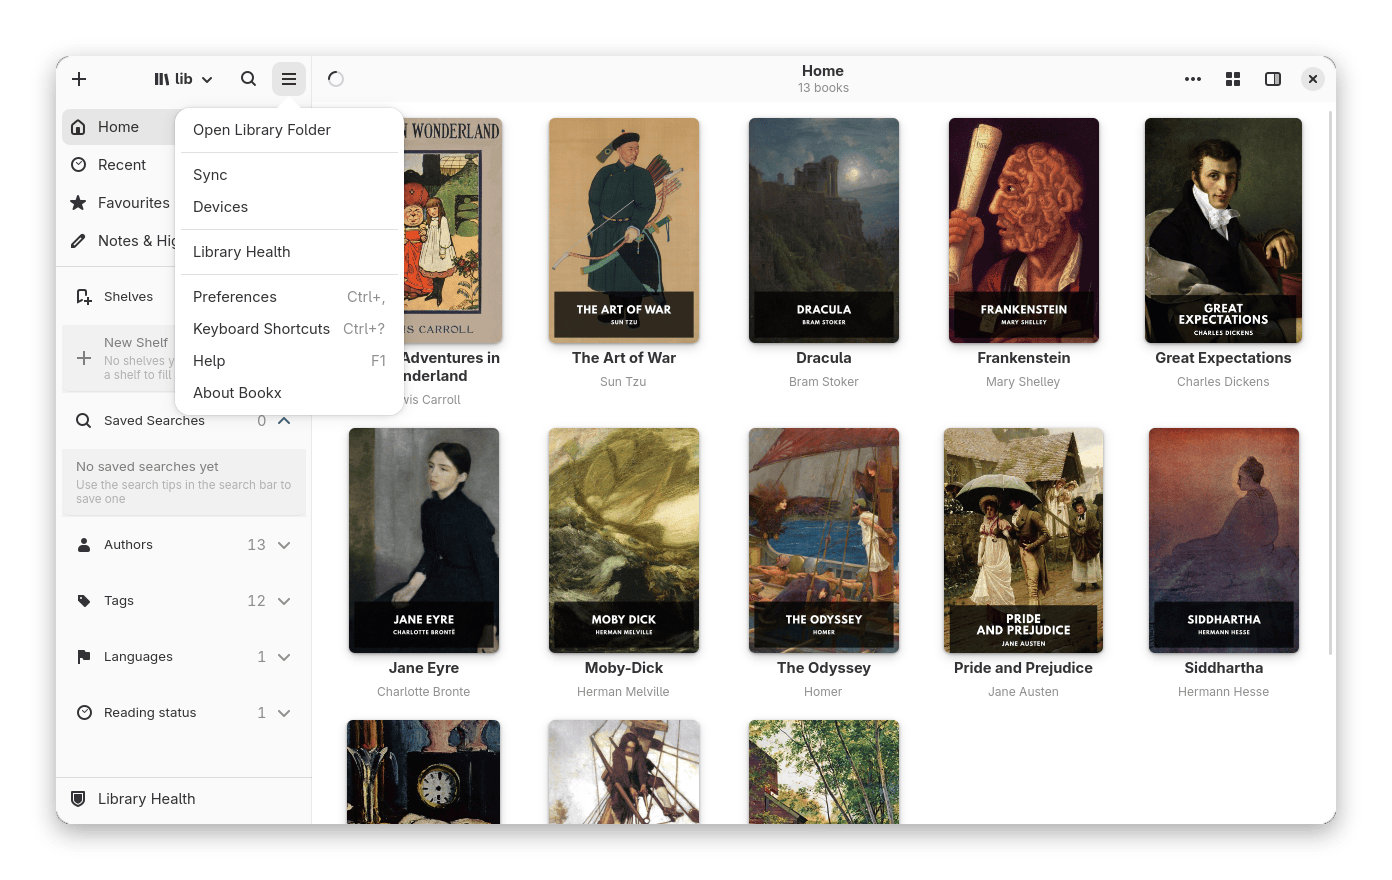 lib
Home
13 books
Home
Recent
Favourites
Notes & Hig
Shelves
New Shelf
No shelves y
a shelf to fill
Saved Searches 0
No saved searches yet
Use the search tips in the search bar to
save one
Authors 13
Tags 12
Languages 1
Reading status 1
Library Health
Open Library Folder
Sync
Devices
Library Health
Preferences Ctrl+,
Keyboard Shortcuts Ctrl+?
Help F1
About Bookx
N WONDERLAND
IS CARROLL
Adventures in
nderland
wis Carroll
THE ART OF WAR
SUN TZU
The Art of War
Sun Tzu
DRACULA
BRAM STOKER
Dracula
Bram Stoker
FRANKENSTEIN
MARY SHELLEY
Frankenstein
Mary Shelley
GREAT
EXPECTATIONS
CHARLES DICKENS
Great Expectations
Charles Dickens
JANE EYRE
CHARLOTTE BRONTË
Jane Eyre
Charlotte Bronte
MOBY DICK
HERMAN MELVILLE
Moby-Dick
Herman Melville
THE ODYSSEY
HOMER
The Odyssey
Homer
PRIDE
AND PREJUDICE
JANE AUSTEN
Pride and Prejudice
Jane Austen
SIDDHARTHA
HERMANN HESSE
Siddhartha
Hermann Hesse